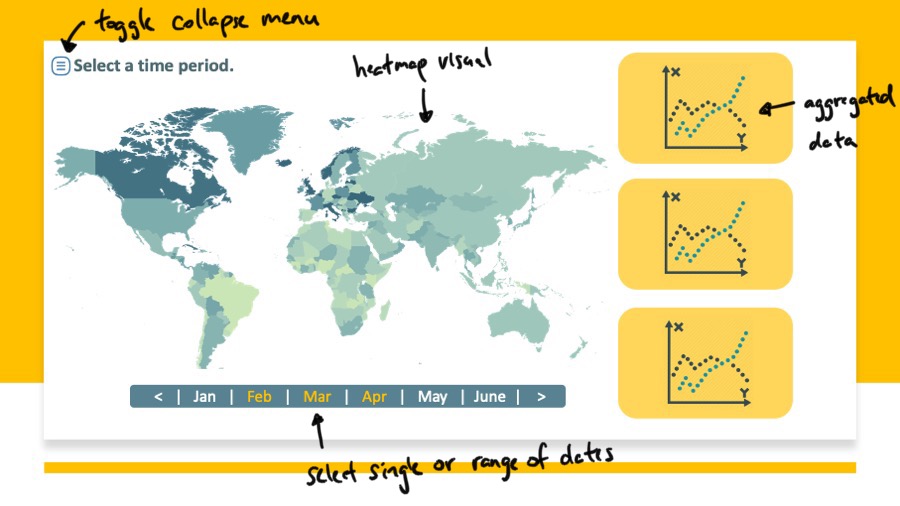 toggle collapse menu
Select a time period.
heatmap visual
X
Y
aggregated
data
X
Y
X
Y
< | Jan | Feb | Mar | Apr | May | June | >
select single or range of dates